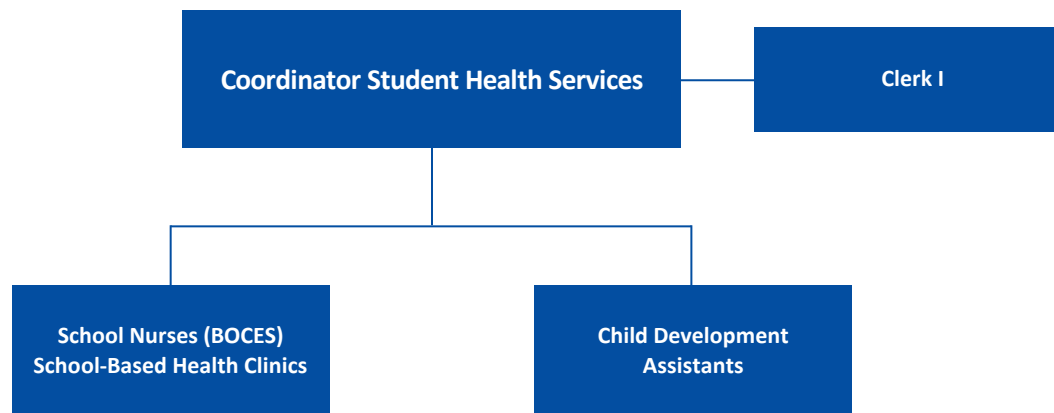 Coordinator Student Health Services
Clerk I
School Nurses (BOCES)
School-Based Health Clinics
Child Development
Assistants